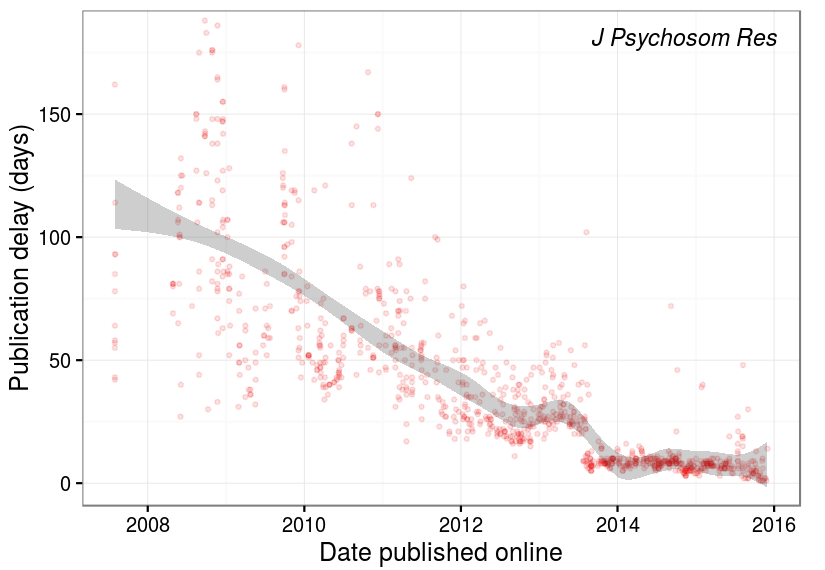 J Psychosom Res
Publication delay (days)
150
100
50
0
2008 2010 2012 2014 2016
Date published online